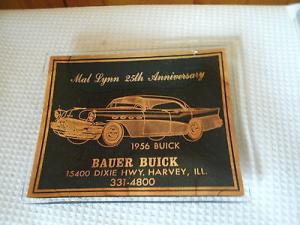 Mal Lynn 25th Anniversary
1956 BUICK
BAUER BUICK
15400 DIXIE HWY. HARVEY, ILL.
331-4800